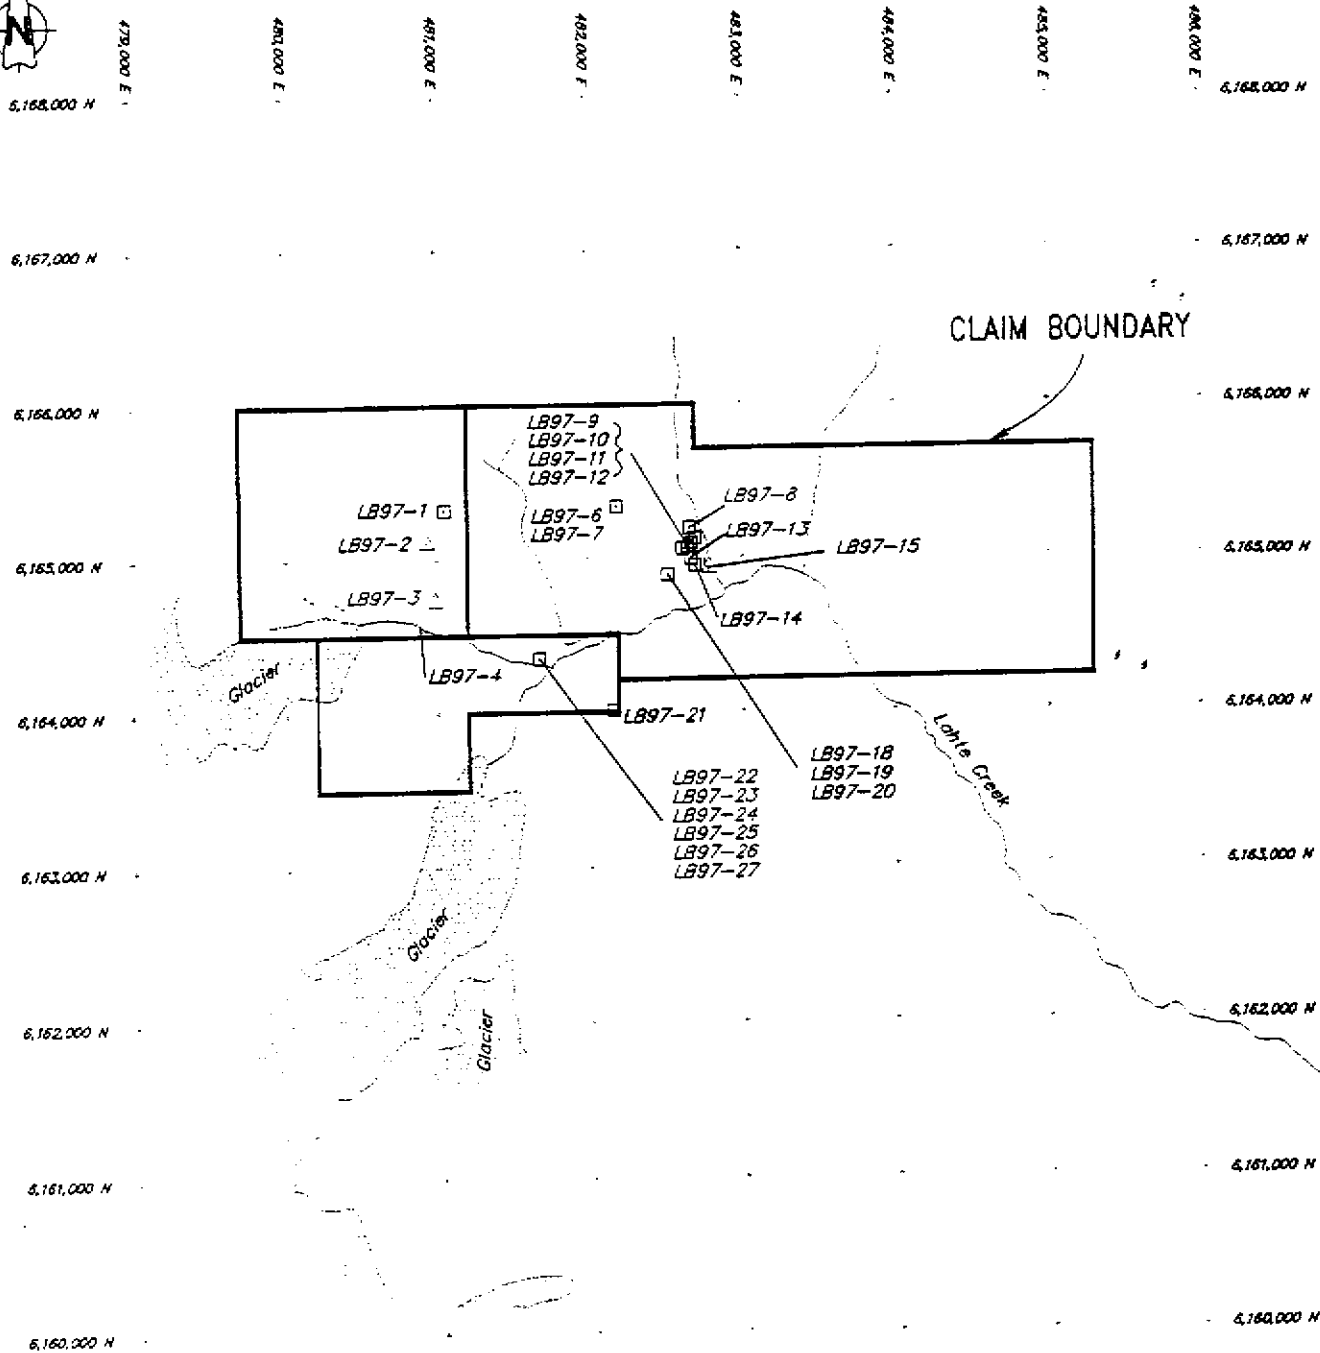 N
479,000 E
480,000 E
481,000 E
482,000 E
483,000 E
484,000 E
485,000 E
486,000 E
6,168,000 N
6,168,000 N
6,167,000 N
6,167,000 N
CLAIM BOUNDARY
6,166,000 N
6,166,000 N
LB97-9
LB97-10
LB97-11
LB97-12
LB97-8
LB97-1
LB97-6
LB97-7
LB97-13
LB97-2
LB97-15
6,165,000 N
6,165,000 N
LB97-3
LB97-14
Glacier
LB97-4
6,164,000 N
LB97-21
6,164,000 N
Lahte Creek
LB97-18
LB97-19
LB97-20
LB97-22
LB97-23
LB97-24
LB97-25
LB97-26
LB97-27
6,163,000 N
6,163,000 N
Glacier
Glacier
6,162,000 N
6,162,000 N
6,161,000 N
6,161,000 N
6,160,000 N
6,160,000 N